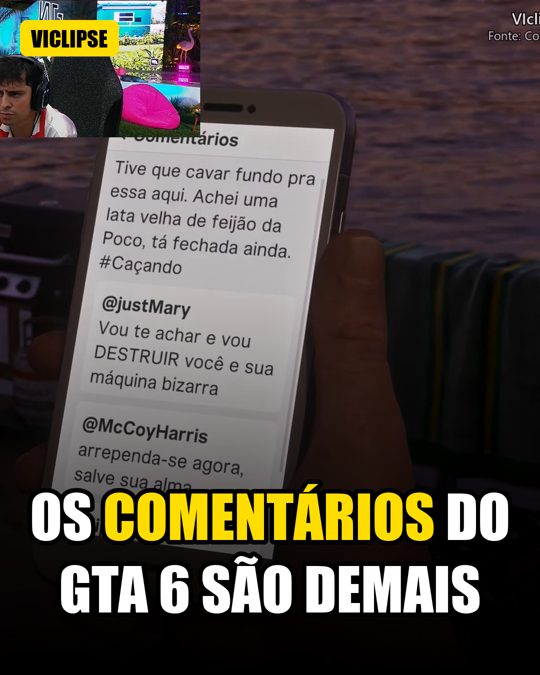 VICLIPSE
Fonte:
Comentários
Tive que cavar fundo pra
essa aqui. Achei uma
lata velha de feijão da
Poco, tá fechada ainda.
#Caçando
@justMary
Vou te achar e vou
DESTRUIR você e sua
máquina bizarra
@McCoyHarris
arrependa-se agora,
salve sua alma
OS COMENTÁRIOS DO
GTA 6 SÃO DEMAIS